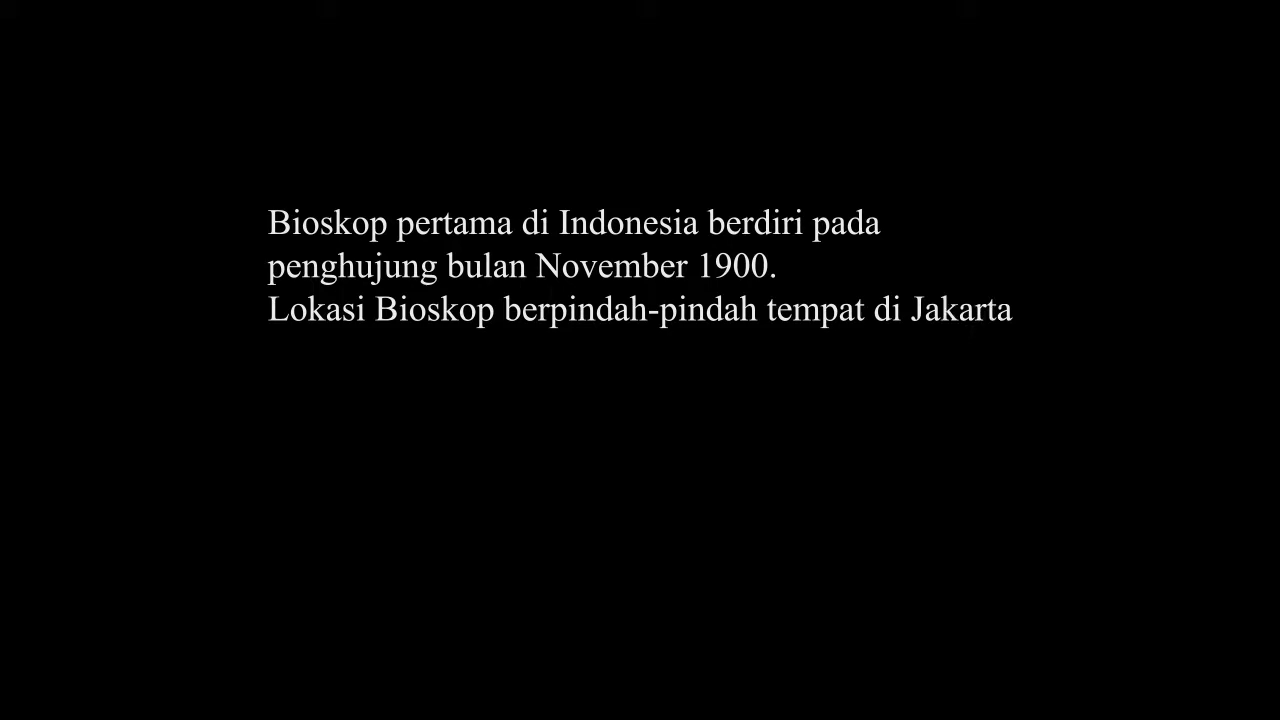 Bioskop pertama di Indonesia berdiri pada
penghujung bulan November 1900.
Lokasi Bioskop berpindah-pindah tempat di Jakarta